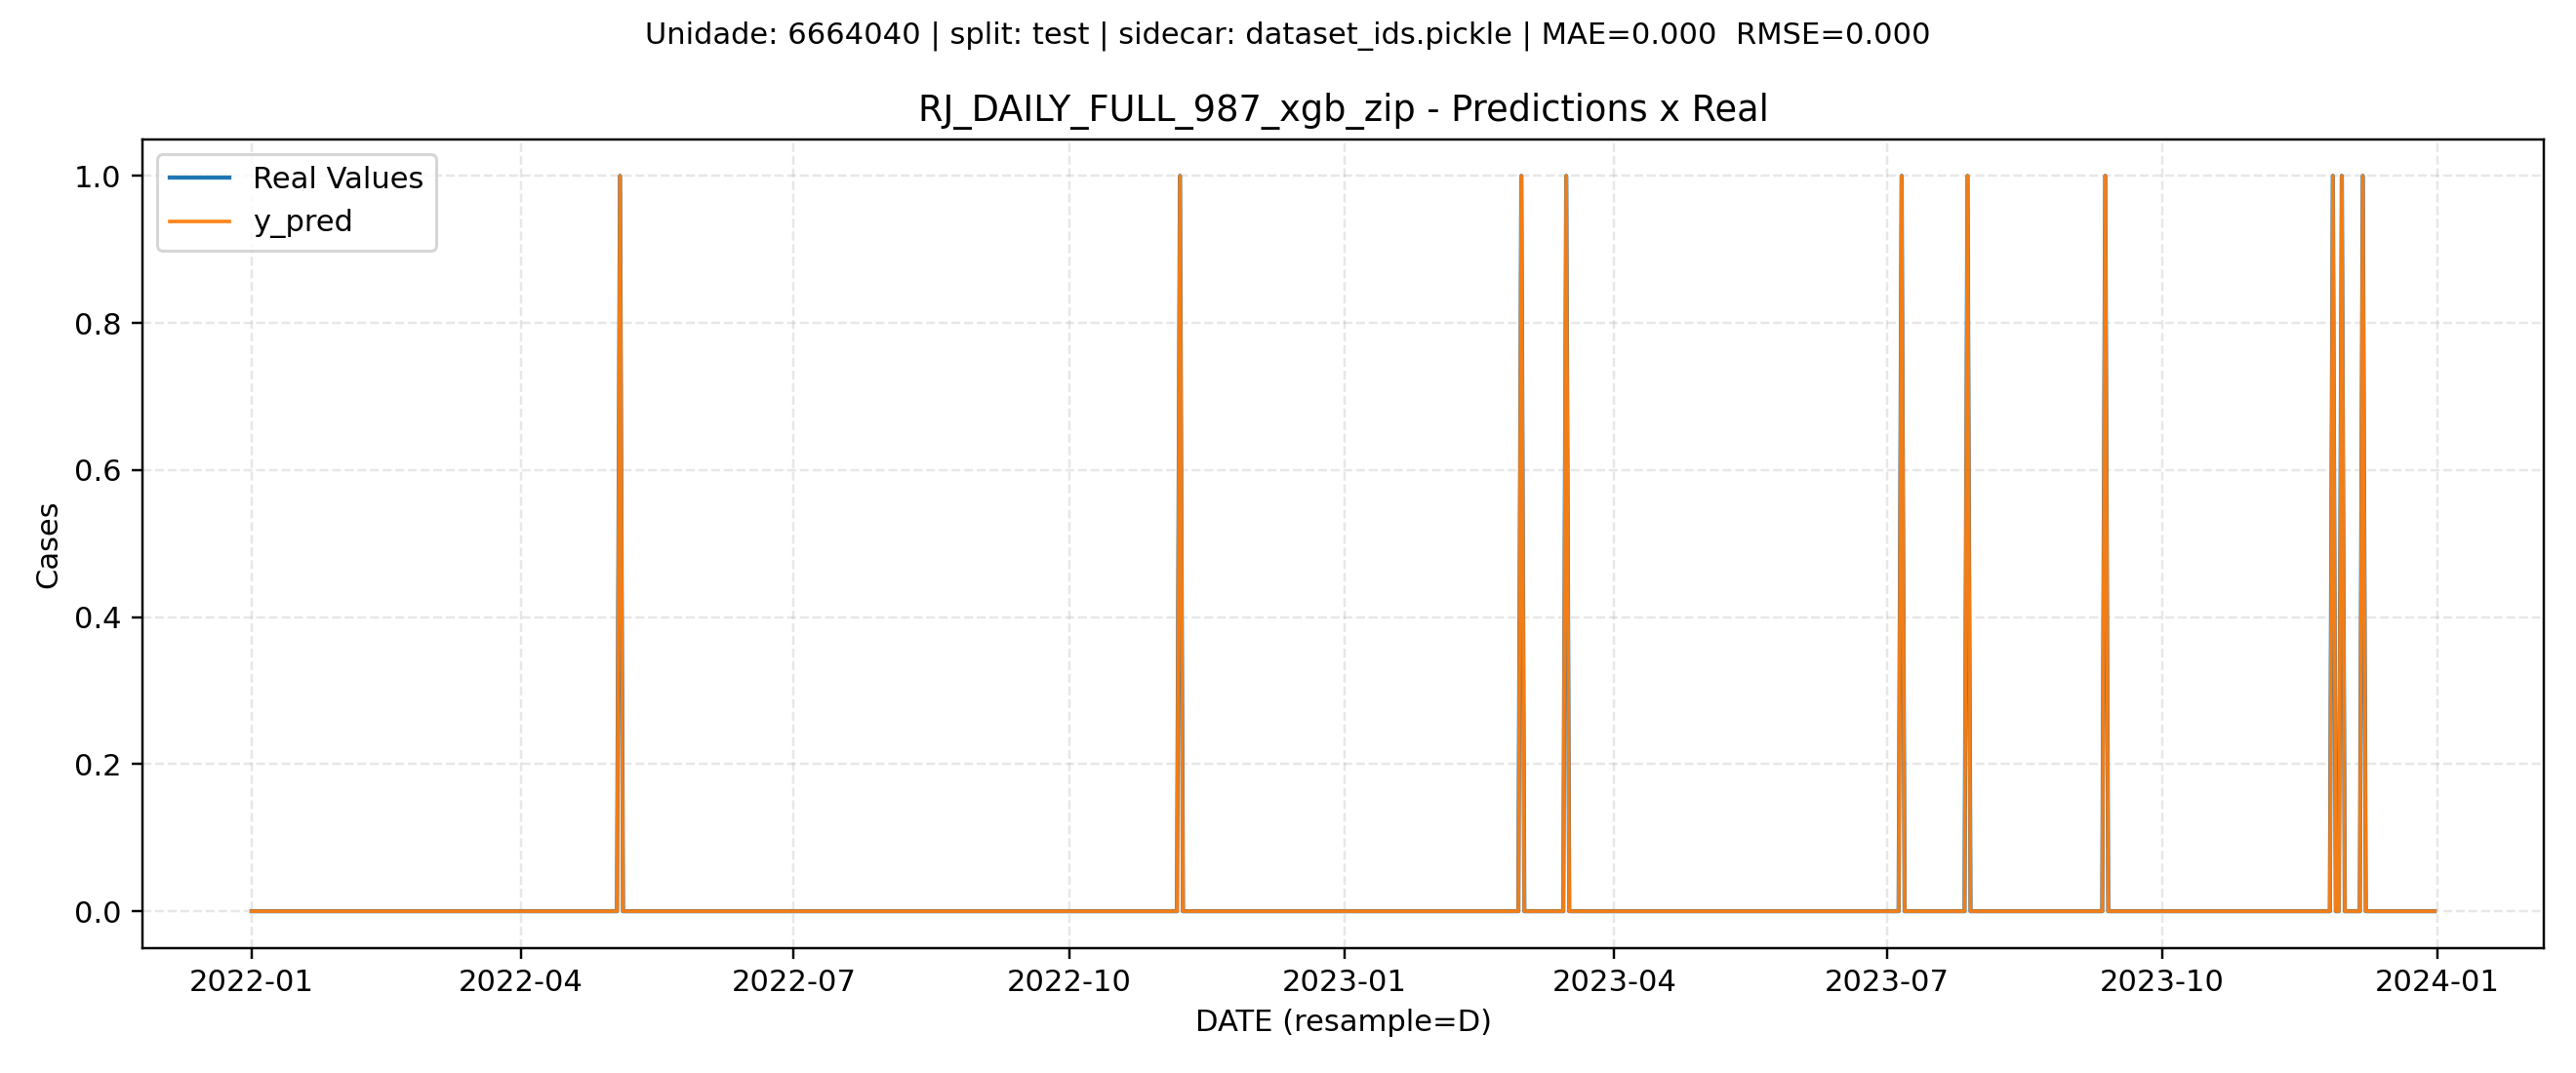 Unidade: 6664040 | split: test | sidecar: dataset_ids.pickle | MAE=0.000  RMSE=0.000
RJ_DAILY_FULL_987_xgb_zip - Predictions x Real
Real Values
y_pred
1.0
0.8
0.6
0.4
0.2
0.0
Cases
2022-01
2022-04
2022-07
2022-10
2023-01
2023-04
2023-07
2023-10
2024-01
DATE (resample=D)